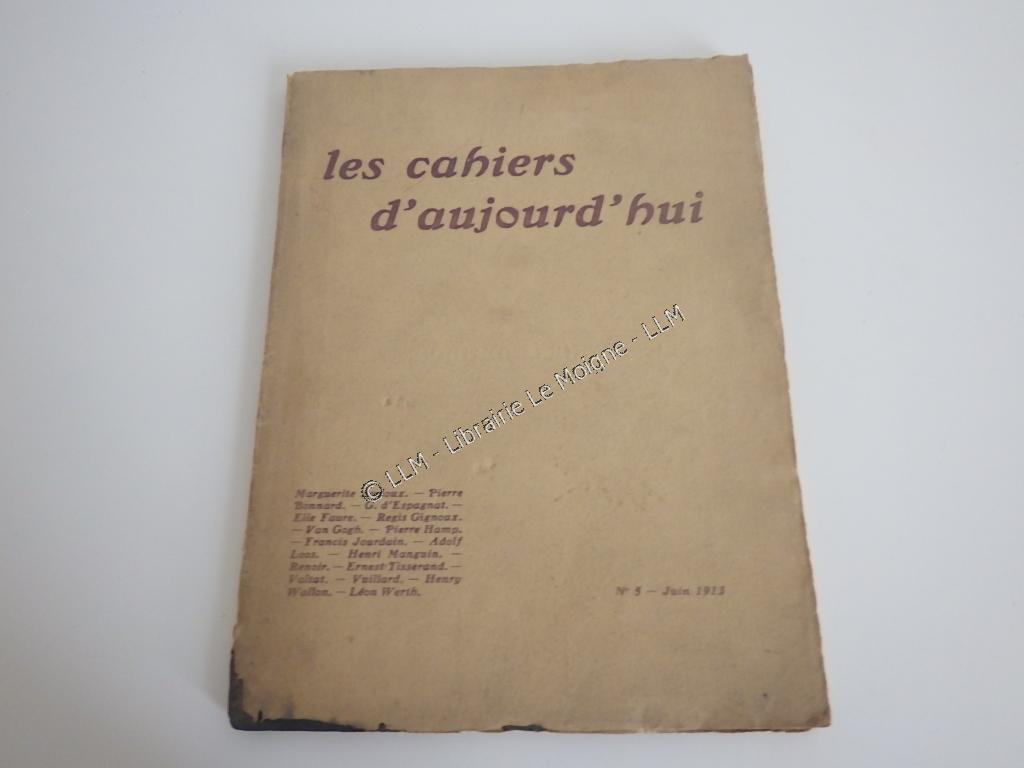 les cahiers
d'aujourd'hui
© LLM - Librairie Le Moigne - LLM
Marguerite — Pierre
Bonnard. — G. d'Espagnat. —
Elie Faure. — Regis Gignoux.
— Van Gogh. — Pierre Hamp.
— Francis Jourdain. — Adolf
Loos. — Henri Manguin. —
Renoir. — Ernest Tisserand. —
Valtat. — Vuillard. — Henry
Wallon. — Léon Werth.
N° 5 — Juin 1913